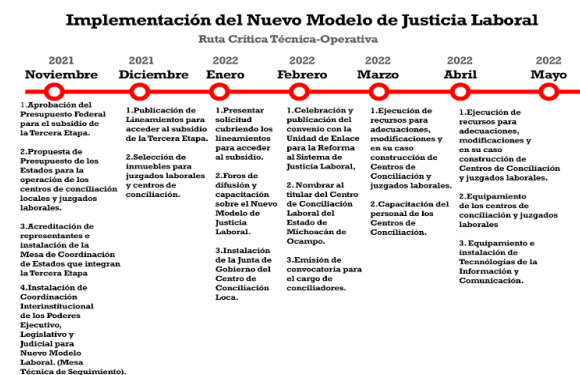 Implementación del Nuevo Modelo de Justicia Laboral
Ruta Crítica Técnica-Operativa
2021
Noviembre
1.Aprobación del
Presupuesto Federal
para el subsidio de
la Tercera Etapa.
2.Propuesta de
Presupuesto de los
Estados para la
operación de los
centros de conciliación
locales y juzgados
laborales.
3.Acreditación de
representantes e
instalación de la
Mesa de Coordinación
de Estados que integran
la Tercera Etapa
4.Instalación de
Coordinación
Interinstitucional
de los Poderes
Ejecutivo,
Legislativo y
Judicial para
Nuevo Modelo
Laboral. (Mesa
Técnica de Seguimiento).
2021
Diciembre
1.Publicación de
Lineamientos para
acceder al subsidio
de la Tercera Etapa.
2.Selección de
inmuebles para
juzgados laborales
y centros de
conciliación.
2022
Enero
1.Presentar
solicitud
cubriendo los
lineamientos
para acceder
al subsidio.
2.Foros de
difusión y
capacitación
sobre el Nuevo
Modelo de
Justicia
Laboral.
3.Instalación
de la Junta de
Gobierno del
Centro de
Conciliación
Loca.
2022
Febrero
1.Celebración y
publicación del
convenio con la
Unidad de Enlace
para la Reforma
al Sistema de
Justicia Laboral,
2. Nombrar al
titular del Centro
de Conciliación
Laboral del
Estado de
Michoacán de
Ocampo.
3.Emisión de
convocatoria para
el cargo de
conciliadores.
2022
Marzo
1.Ejecución de
recursos para
adecuaciones,
modificaciones y
en su caso
construcción de
Centros de
Conciliación y
juzgados laborales.
2.Capacitación del
personal de los
Centros de
Conciliación.
2022
Abril
1.Ejecución de
recursos para
adecuaciones,
modificaciones y
en su caso
construcción de
Centros de Conciliación
y juzgados laborales.
2.Equipamiento
de los centros de
conciliación y juzgados
laborales
3. Equipamiento e
instalación de
Tecnnólogias de la
Información y
Comunicación.
2022
Mayo